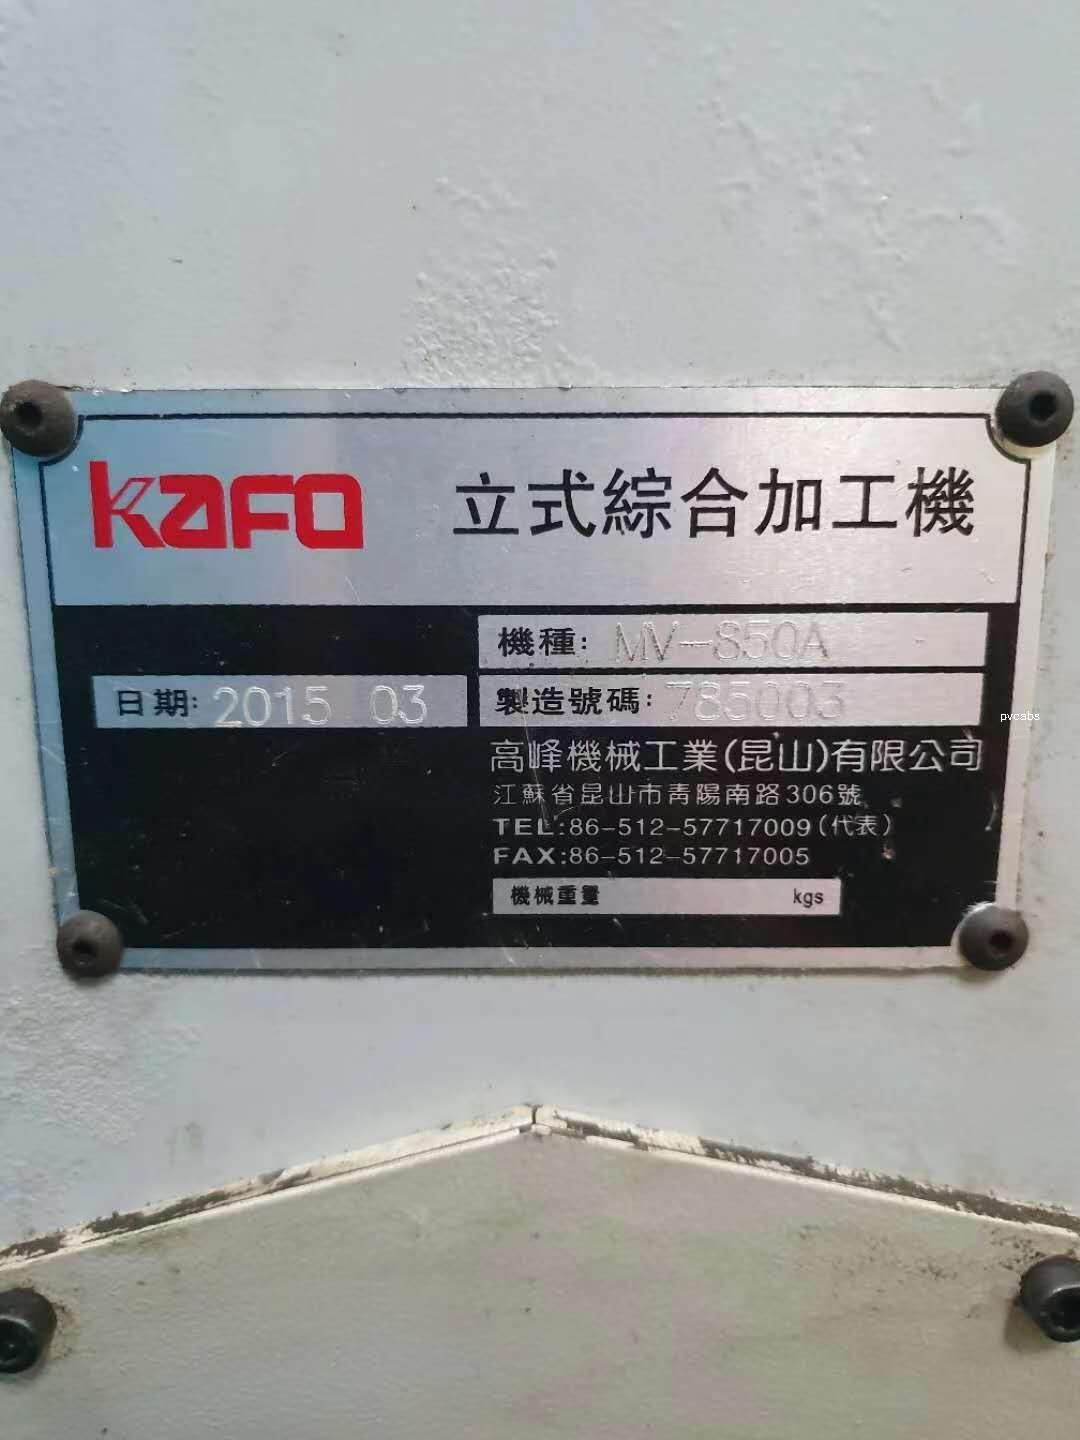 kafo 立式綜合加工機
機種: MV-850A
日期: 2015 03
製造號碼: 785003
pvcabs
高峰機械工業(昆山)有限公司
江蘇省昆山市青陽南路306號
TEL:86-512-57717009(代表)
FAX:86-512-57717005
機械重量 kgs